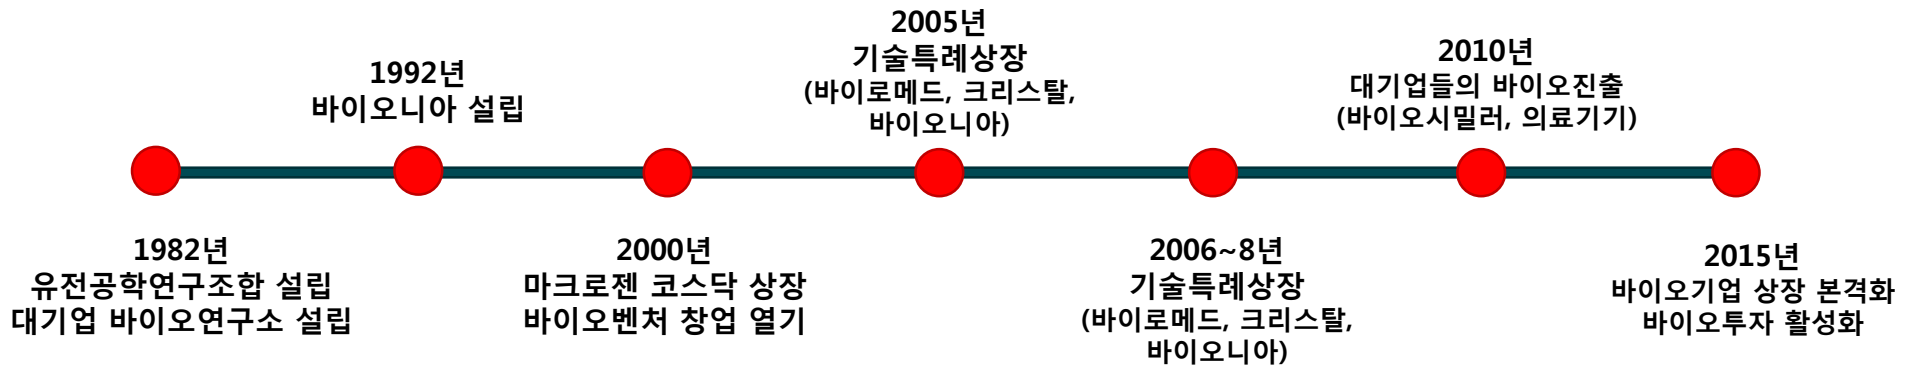 1982년
유전공학연구조합 설립
대기업 바이오연구소 설립
1992년
바이오니아 설립
2000년
마크로젠 코스닥 상장
바이오벤처 창업 열기
2005년
기술특례상장
(바이로메드, 크리스탈,
바이오니아)
2006~8년
기술특례상장
(바이로메드, 크리스탈,
바이오니아)
2010년
대기업들의 바이오진출
(바이오시밀러, 의료기기)
2015년
바이오기업 상장 본격화
바이오투자 활성화